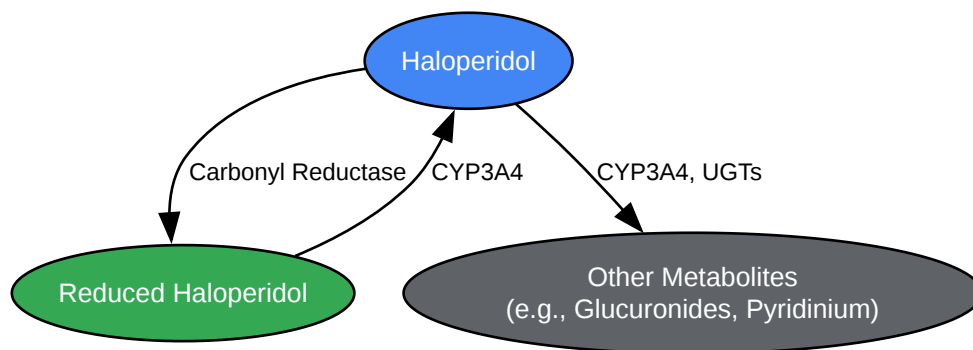 Haloperidol
Carbonyl Reductase
CYP3A4
CYP3A4, UGTs
Reduced Haloperidol
Other Metabolites
(e.g., Glucuronides, Pyridinium)